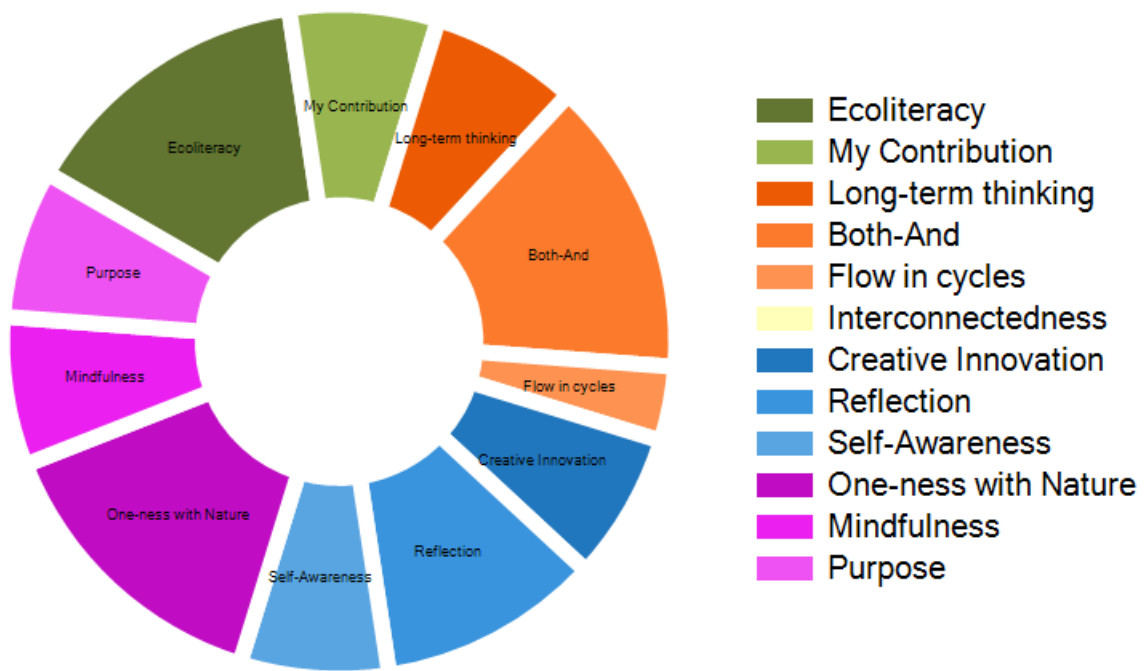 My Contribution
Long-term thinking
Ecoliteracy
Both-And
Purpose
Mindfulness
Flow in cycles
Creative Innovation
One-ness with Nature
Reflection
Self-Awareness
Ecoliteracy
My Contribution
Long-term thinking
Both-And
Flow in cycles
Interconnectedness
Creative Innovation
Reflection
Self-Awareness
One-ness with Nature
Mindfulness
Purpose